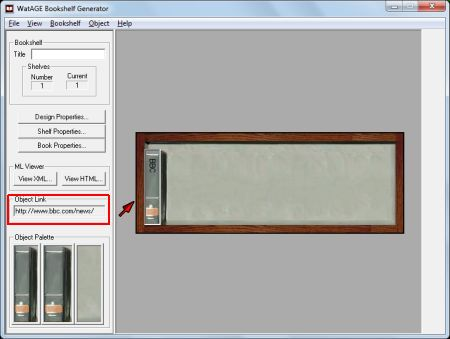 WatAGE Bookshelf Generator
File View Bookshelf Object Help
Bookshelf
Title
Shelves
Number Current
1 1
Design Properties...
Shelf Properties...
Book Properties...
ML Viewer
View XML... View HTML...
Object Link
http://www.bbc.com/news/
Object Palette
BBC